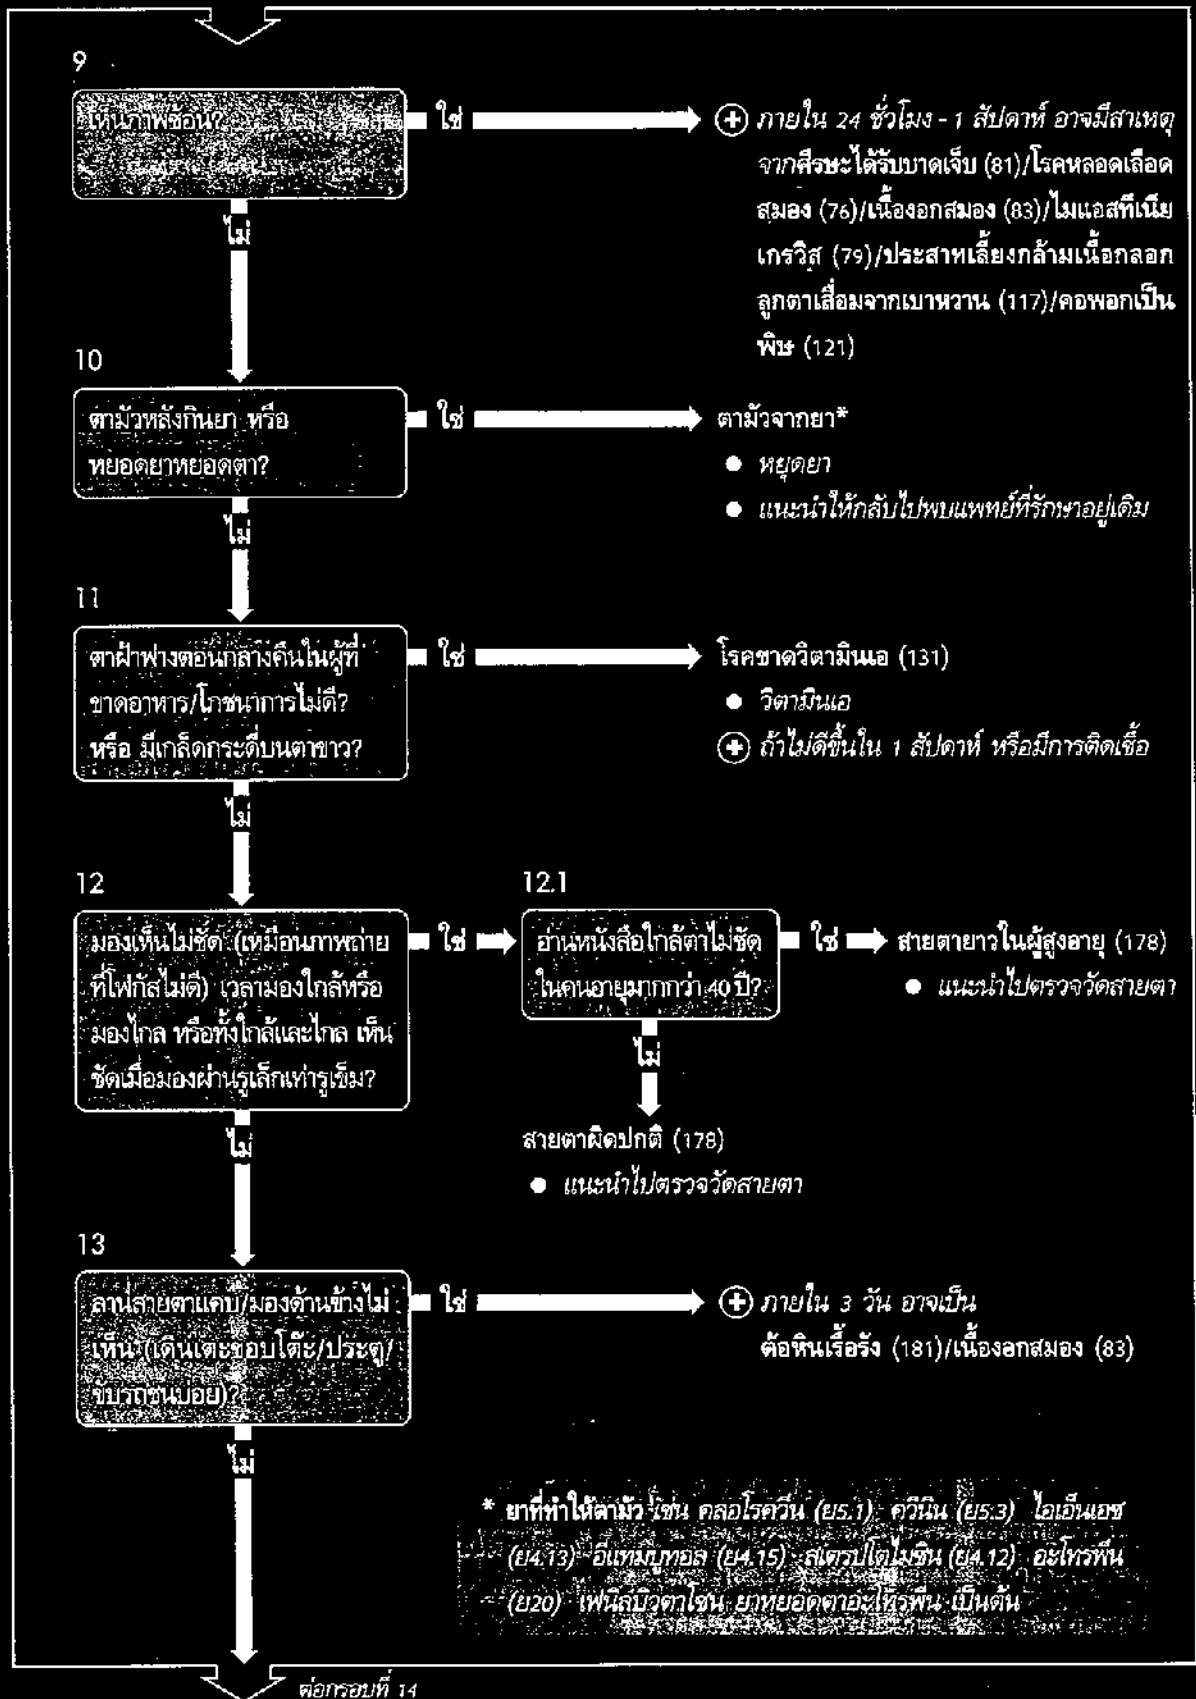 9
เห็นภาพซ้อน?
ใช่
ภายใน 24 ชั่วโมง - 1 สัปดาห์ อาจมีสาเหตุ
จากศีรษะได้รับบาดเจ็บ (81)/โรคหลอดเลือด
สมอง (76)/เนื้องอกสมอง (83)/ไมแอสทีเนีย
เกรวิส (79)/ประสาทเลี้ยงกล้ามเนื้อกลอก
ลูกตาเสื่อมจากเบาหวาน (117)/คอพอกเป็น
พิษ (121)
ไม่
10
ตามัวหลังกินยา หรือ
หยอดยาหยอดตา?
ใช่
ตามัวจากยา*
● หยุดยา
● แนะนำให้กลับไปพบแพทย์ที่รักษาอยู่เดิม
ไม่
11
ตาฝ้าฟางตอนกลางคืนในผู้ที่
ขาดอาหาร/โภชนาการไม่ดี?
หรือ มีเกล็ดกระดี่บนตาขาว?
ใช่
โรคขาดวิตามินเอ (131)
● วิตามินเอ
ถ้าไม่ดีขึ้นใน 1 สัปดาห์ หรือมีการติดเชื้อ
ไม่
12
มองเห็นไม่ชัด (เหมือนภาพถ่าย
ที่โฟกัสไม่ดี) เวลามองใกล้หรือ
มองไกล หรือทั้งใกล้และไกล เห็น
ชัดเมื่อมองผ่านรูเล็กเท่ารูเข็ม?
ใช่
12.1
อ่านหนังสือใกล้ตาไม่ชัด
ในคนอายุมากกว่า 40 ปี?
ใช่
สายตายาวในผู้สูงอายุ (178)
● แนะนำไปตรวจวัดสายตา
ไม่
สายตาผิดปกติ (178)
● แนะนำไปตรวจวัดสายตา
ไม่
13
ลานสายตาแคบ/มองด้านข้างไม่
เห็น (เดินเตะขอบโต๊ะ/ประตู/
ขับรถชนบ่อย)?
ใช่
ภายใน 3 วัน อาจเป็น
ต้อหินเรื้อรัง (181)/เนื้องอกสมอง (83)
ไม่
* ยาที่ทำให้ตามัว เช่น คลอโรควีน (ย5.1) ควินิน (ย5.3) ไอเอ็นเอช
(ย4.13) อีแทมบูทอล (ย4.15) สเตรปโตไมซิน (ย4.12) อะโทรพีน
(ย20) เฟนิลบิวตาโซน ยาหยอดตาอะโทรพีน เป็นต้น
ต่อกรอบที่ 14